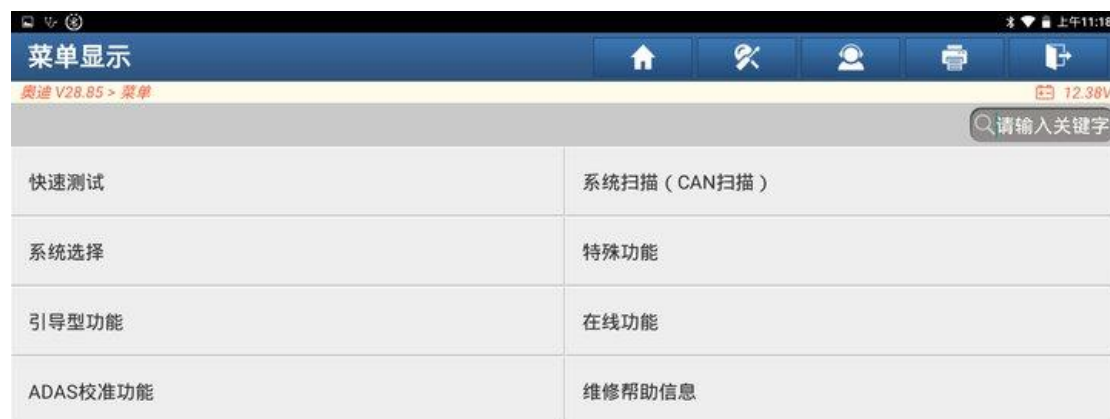 上午11:18
菜单显示
奥迪 V28.85 > 菜单
12.38V
请输入关键字
快速测试
系统扫描（CAN扫描）
系统选择
特殊功能
引导型功能
在线功能
ADAS校准功能
维修帮助信息